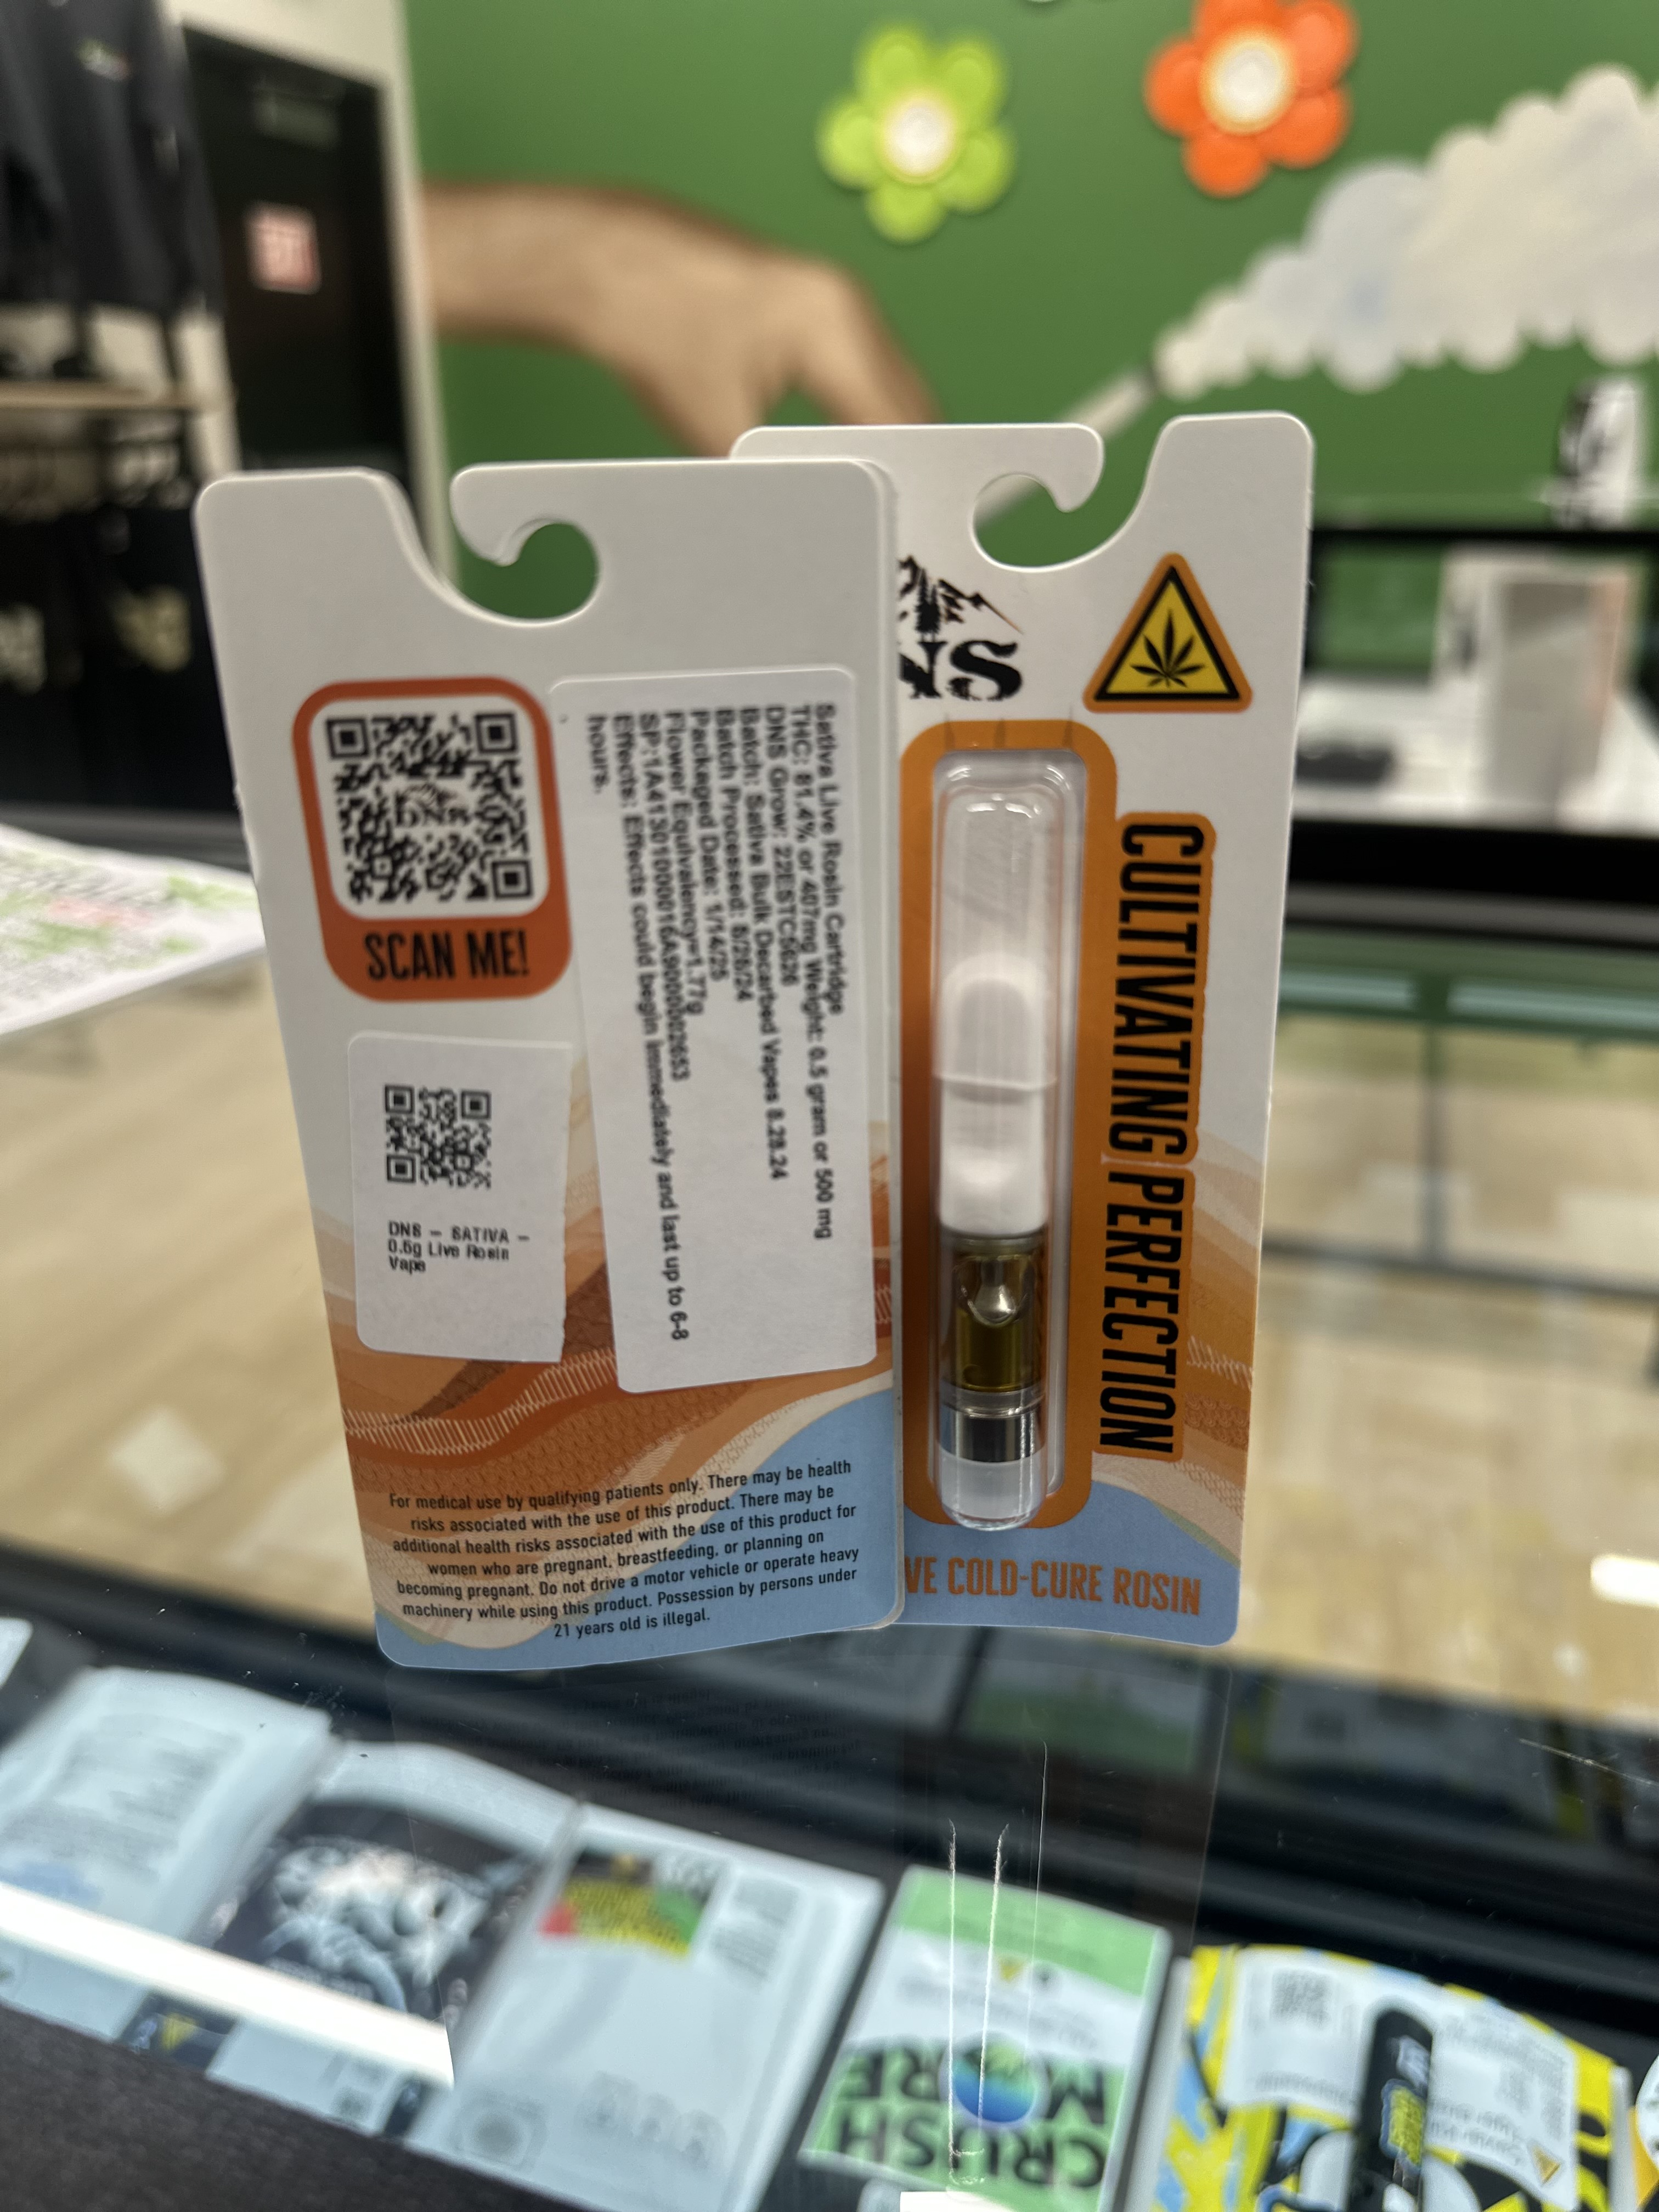 SCAN ME!
DNS
DNS – SATIVA –
0.5g Live Rosin
Vape
Sativa Live Rosin Cartridge
THC: 81.4% or 407mg Weight: 0.5 gram or 500 mg
DNS Grow: 22ESTC5626
Batch: Sativa Bulk Decarbed Vapes 8.28.24
Batch Processed: 8/28/24
Packaged Date: 1/14/25
Flower Equivalency=1.77g
Effects: Effects could begin immediately and last up to 6-8
hours.
For medical use by qualifying patients only. There may be health
risks associated with the use of this product. There may be
additional health risks associated with the use of this product for
women who are pregnant, breastfeeding, or planning on
becoming pregnant. Do not drive a motor vehicle or operate heavy
machinery while using this product. Possession by persons under
21 years old is illegal.
NS
CULTIVATING PERFECTION
VE COLD-CURE ROSIN
CRUSH
MORE